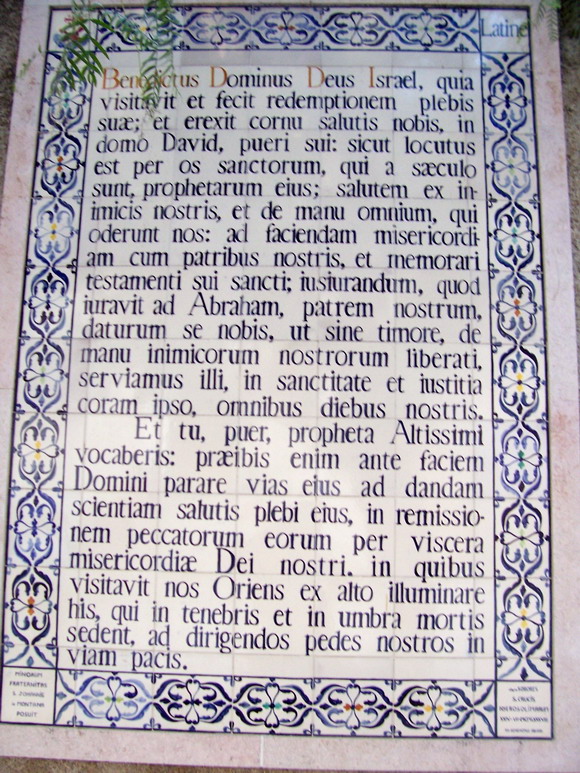 Latine
Benedictus Dominus Deus Israel, quia
visitavit et fecit redemptionem plebis
suæ; et erexit cornu salutis nobis, in
domo David, pueri sui: sicut locutus
est per os sanctorum, qui a sæculo
sunt, prophetarum eius; salutem ex in-
imicis nostris, et de manu omnium, qui
oderunt nos: ad faciendam misericordi-
am cum patribus nostris, et memorari
testamenti sui sancti; iusiurandum, quod
iuravit ad Abraham, patrem nostrum,
daturum se nobis, ut sine timore, de
manu inimicorum nostrorum liberati,
serviamus illi, in sanctitate et iustitia
coram ipso, omnibus diebus nostris.
Et tu, puer, propheta Altissimi
vocaberis: præibis enim ante faciem
Domini parare vias eius ad dandam
scientiam salutis plebi eius, in remissio-
nem peccatorum eorum per viscera
misericordiæ Dei nostri. in quibus
visitavit nos Oriens ex alto illuminare
his, qui in tenebris et in umbra mortis
sedent, ad dirigendos pedes nostros in
viam pacis.
MINORUM
FRATERNITAS
S. IOHANNIS
IN MONTANA
POSUIT